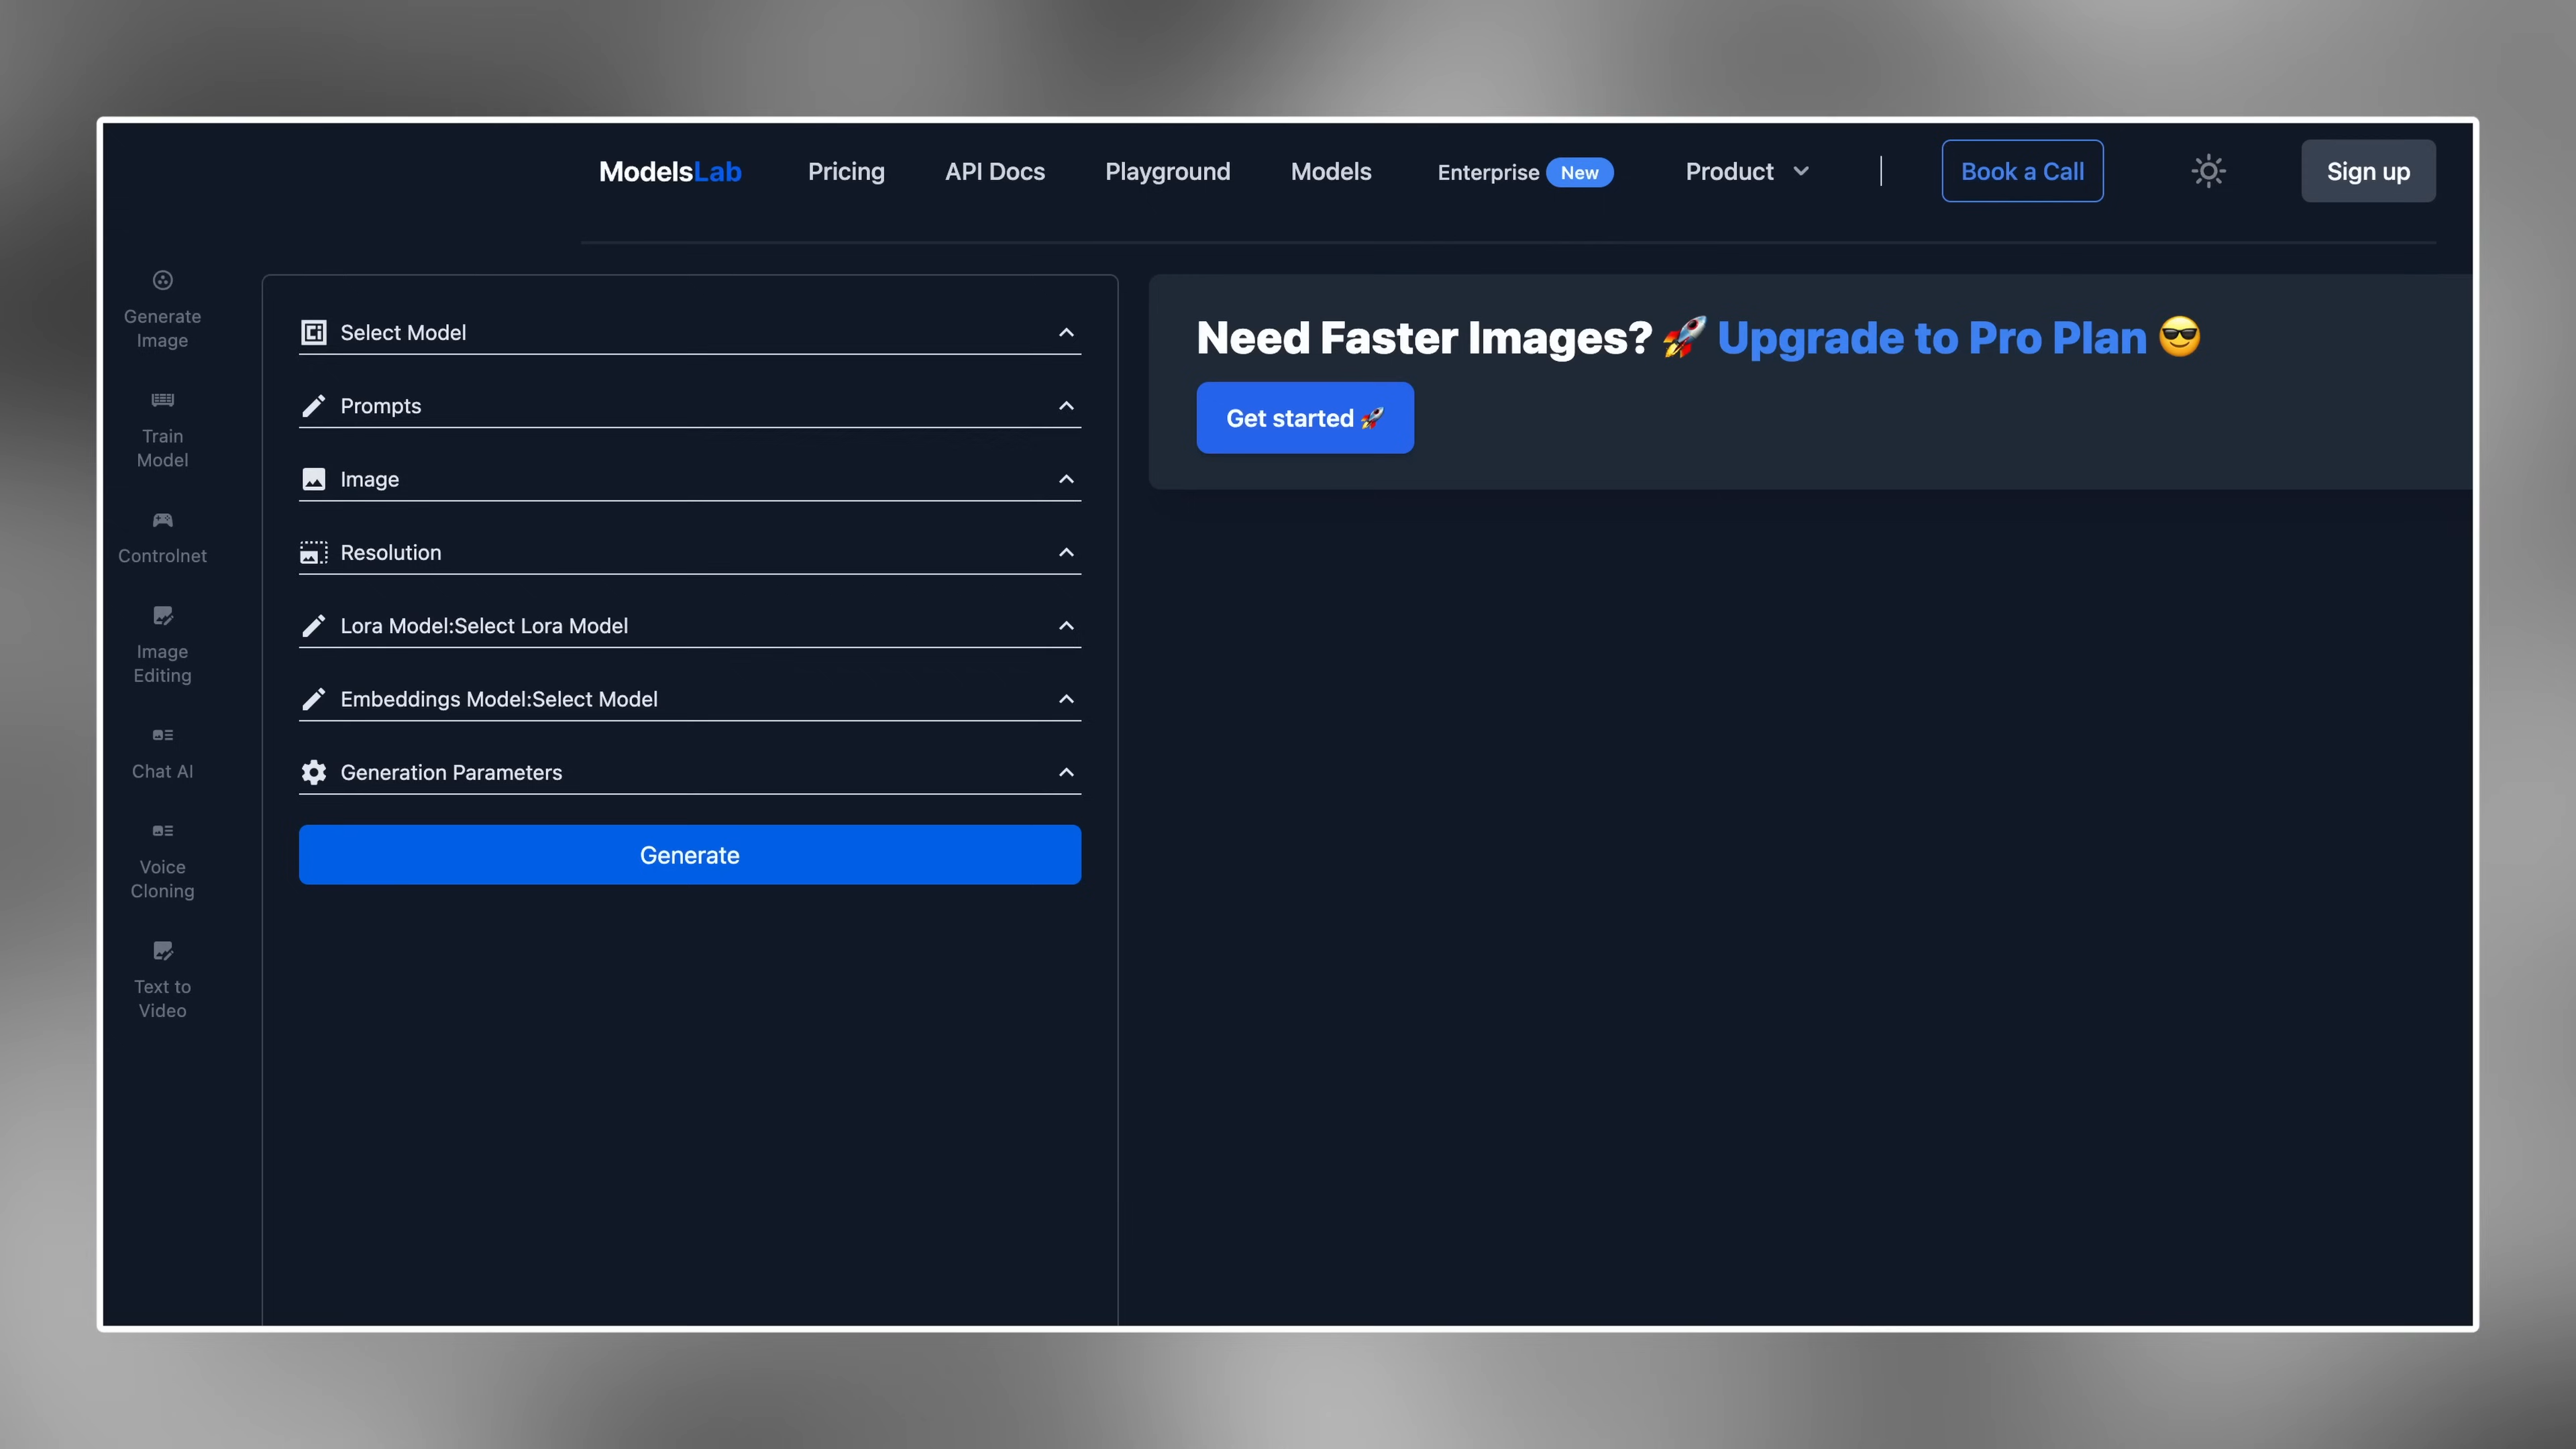 ModelsLab Pricing API Docs Playground Models Enterprise New Product Book a Call Sign up
Generate
Image
Train
Model
Controlnet
Image
Editing
Chat AI
Voice
Cloning
Text to
Video
Select Model
Prompts
Image
Resolution
Lora Model:Select Lora Model
Embeddings Model:Select Model
Generation Parameters
Generate
Need Faster Images? 🚀 Upgrade to Pro Plan 😎
Get started 🚀